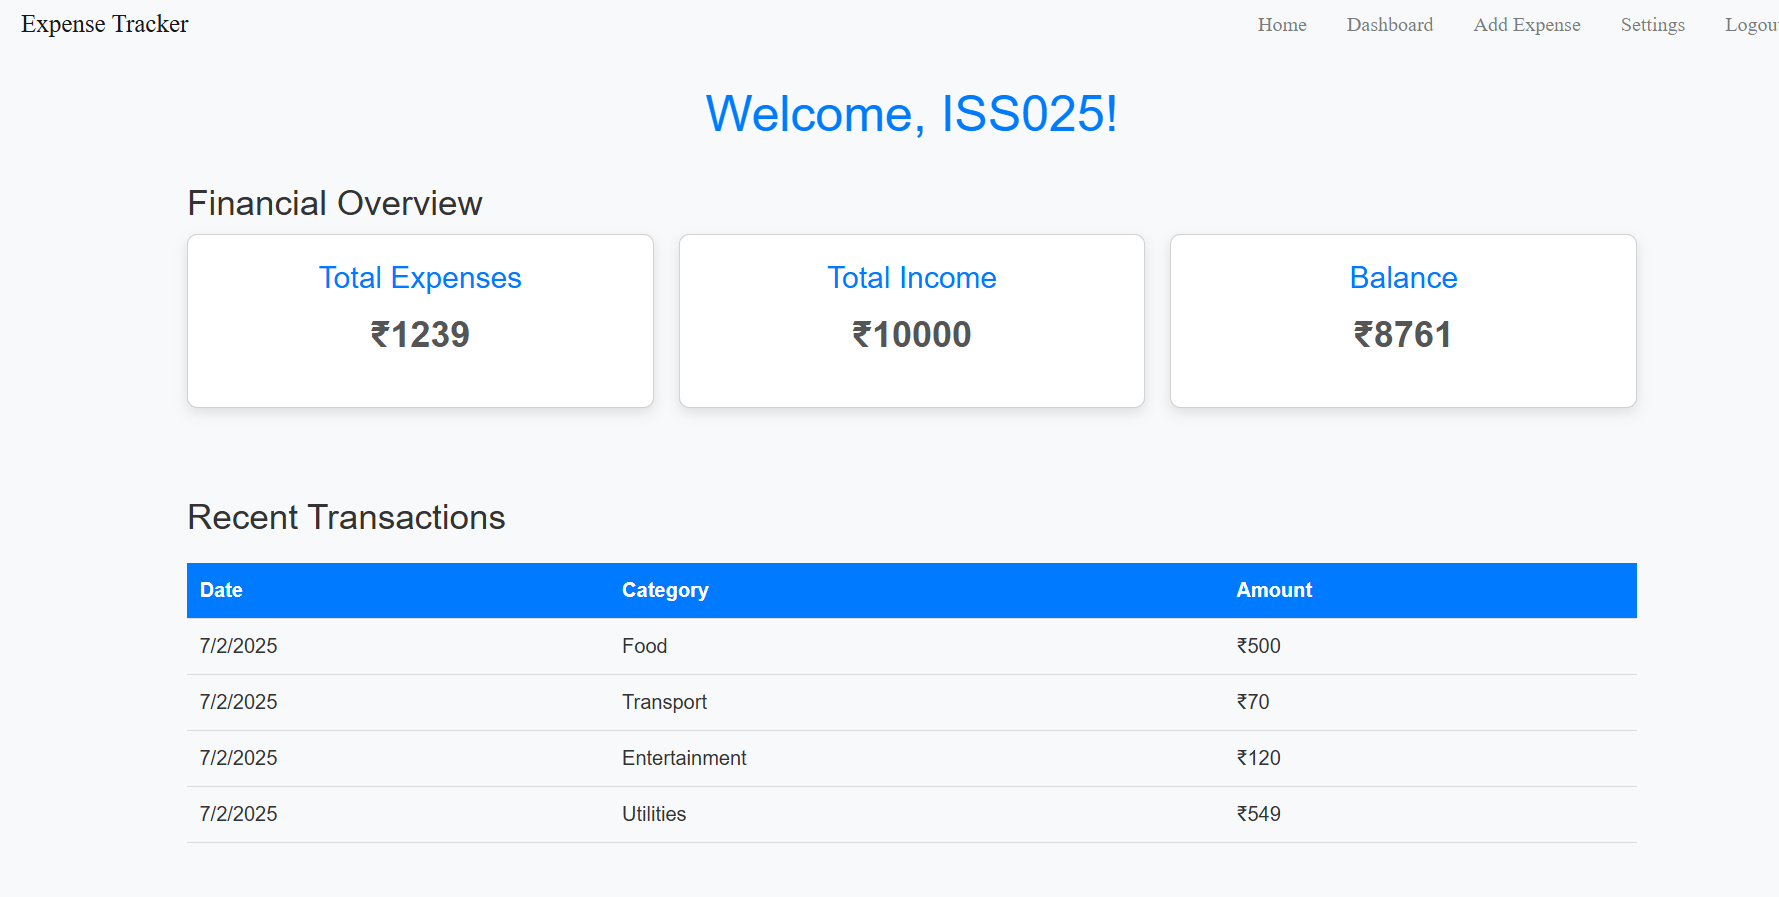 Expense Tracker Home Dashboard Add Expense Settings Logou
Welcome, ISS025!
Financial Overview
Total Expenses Total Income Balance
₹1239 ₹10000 ₹8761
Recent Transactions
Date Category Amount
7/2/2025 Food ₹500
7/2/2025 Transport ₹70
7/2/2025 Entertainment ₹120
7/2/2025 Utilities ₹549